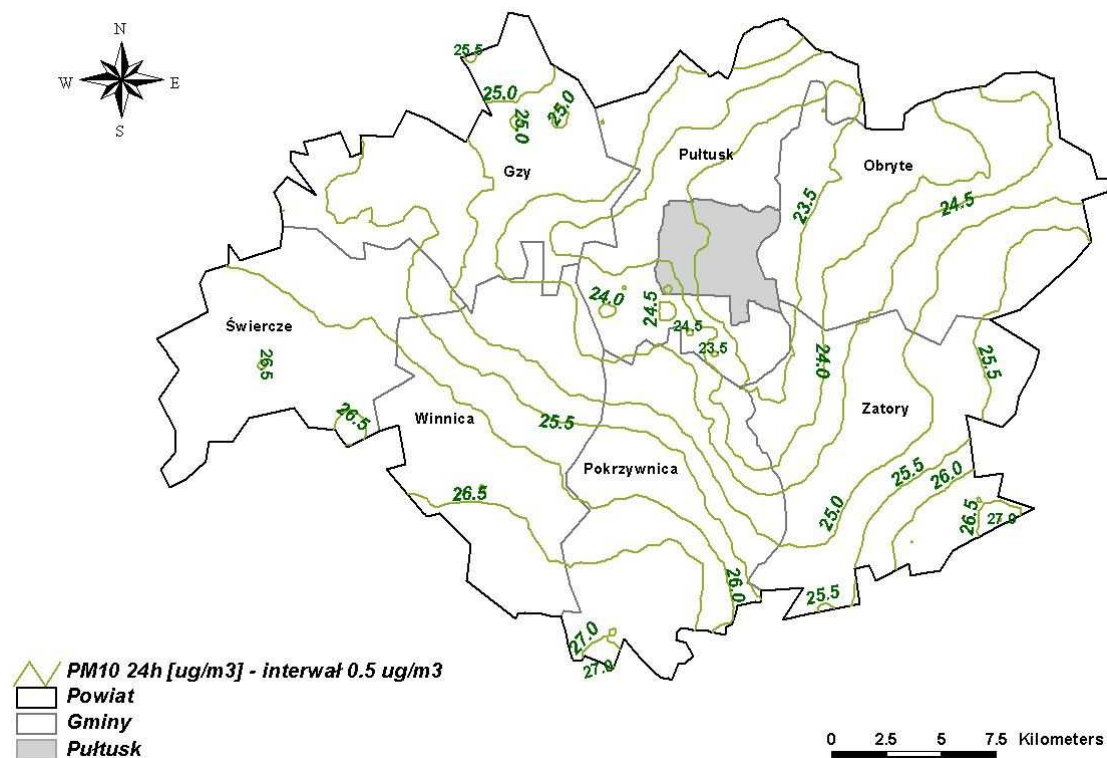 N
W E
S
25.5
25.0
25.0
25.0
Gzy
Pułtusk
Obryte
23.5
24.5
24.0
24.5
24.5
23.5
Świercze
26.5
26.5
Winnica
25.5
Pokrzywnica
24.0
Zatory
25.5
26.5
25.0
25.5
26.0
26.5
27.0
26.0
25.5
27.0
27.0
PM10 24h [ug/m3] - interwał 0.5 ug/m3
Powiat
Gminy
Pułtusk
0 2.5 5 7.5 Kilometers